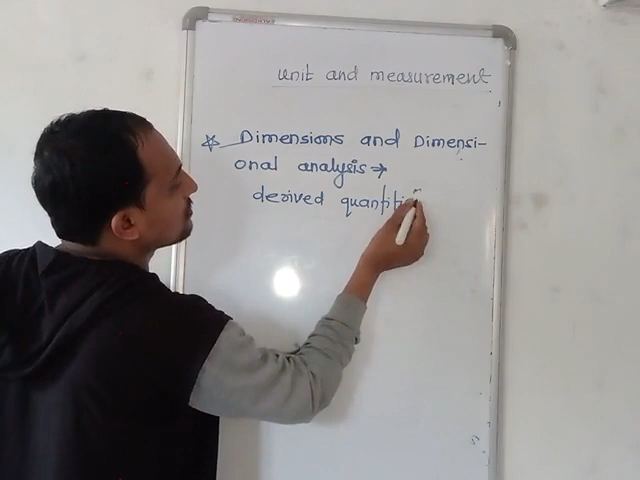 unit and measurement
☆ Dimensions and Dimensi-
onal analysis →
derived quantiti